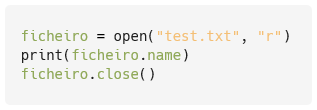 ficheiro = open("test.txt", "r")
print(ficheiro.name)
ficheiro.close()